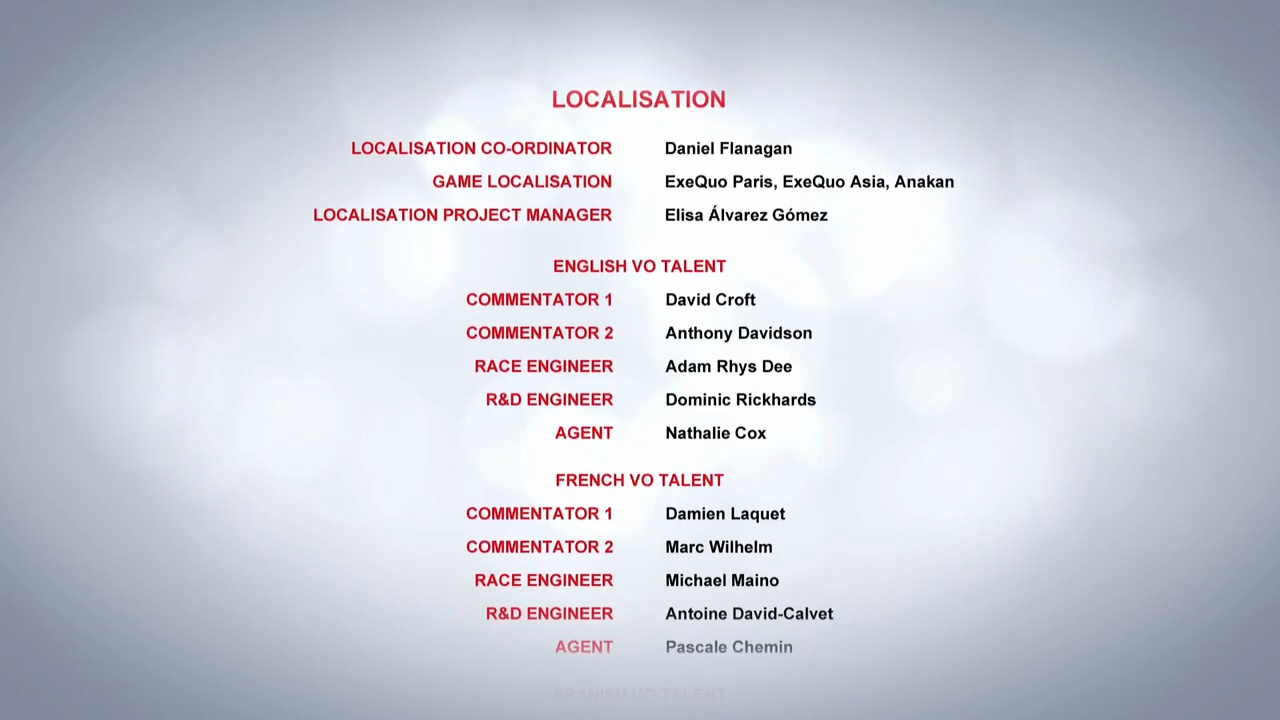 LOCALISATION
LOCALISATION CO-ORDINATOR Daniel Flanagan
GAME LOCALISATION ExeQuo Paris, ExeQuo Asia, Anakan
LOCALISATION PROJECT MANAGER Elisa Álvarez Gómez
ENGLISH VO TALENT
COMMENTATOR 1 David Croft
COMMENTATOR 2 Anthony Davidson
RACE ENGINEER Adam Rhys Dee
R&D ENGINEER Dominic Rickhards
AGENT Nathalie Cox
FRENCH VO TALENT
COMMENTATOR 1 Damien Laquet
COMMENTATOR 2 Marc Wilhelm
RACE ENGINEER Michael Maino
R&D ENGINEER Antoine David-Calvet
AGENT Pascale Chemin
SPANISH VO TALENT